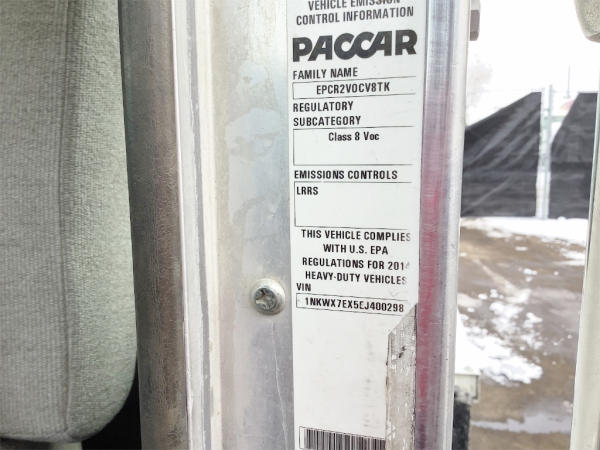 VEHICLE EMISSION
CONTROL INFORMATION
PACCAR
FAMILY NAME
EPCR2VOCV8TK
REGULATORY
SUBCATEGORY
Class 8 Voc
EMISSIONS CONTROLS
LRRS
THIS VEHICLE COMPLIES
WITH U.S. EPA
REGULATIONS FOR 2014
HEAVY-DUTY VEHICLES
VIN
1NKWX7EX5EJ400298